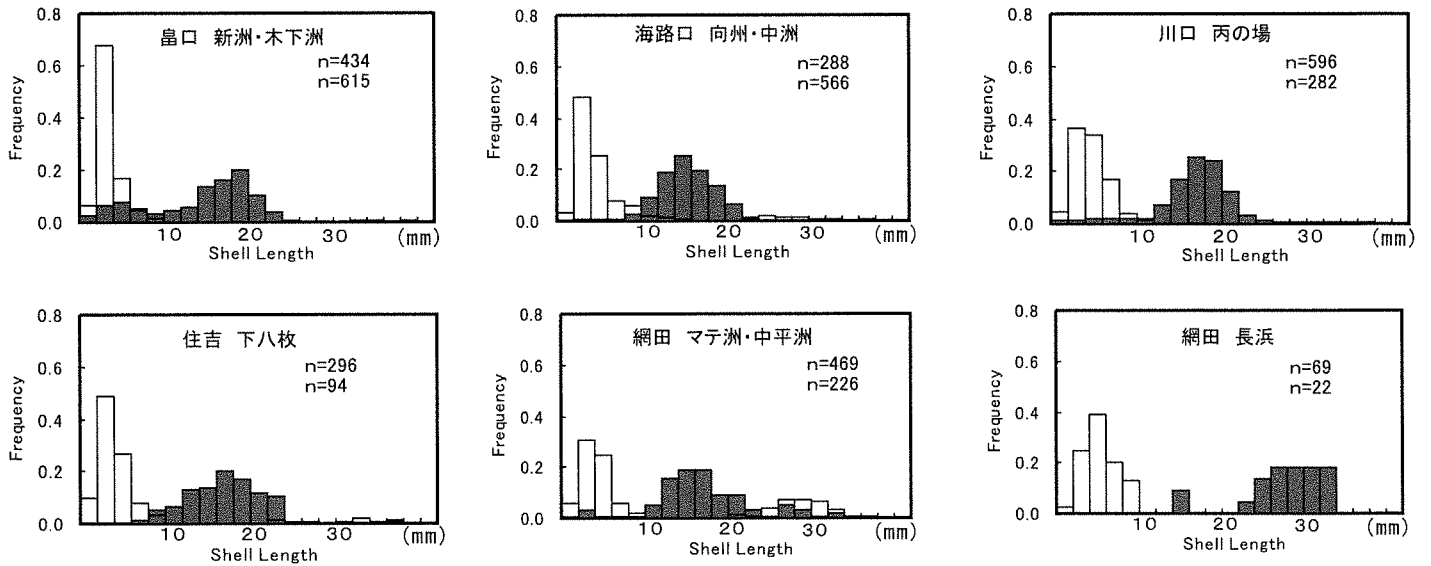 畠口 新洲・木下洲
n=434
n=615
Frequency
0.8
0.6
0.4
0.2
0.0
10 20 30 (mm)
Shell Length
海路口 向州・中洲
n=288
n=566
Frequency
0.8
0.6
0.4
0.2
0.0
10 20 30 (mm)
Shell Length
川口 丙の場
n=596
n=282
Frequency
0.8
0.6
0.4
0.2
0.0
10 20 30 (mm)
Shell Length
住吉 下八枚
n=296
n=94
Frequency
0.8
0.6
0.4
0.2
0.0
10 20 30 (mm)
Shell Length
網田 マテ洲・中平洲
n=469
n=226
Frequency
0.8
0.6
0.4
0.2
0.0
10 20 30 (mm)
Shell Length
網田 長浜
n=69
n=22
Frequency
0.8
0.6
0.4
0.2
0.0
10 20 30 (mm)
Shell Length